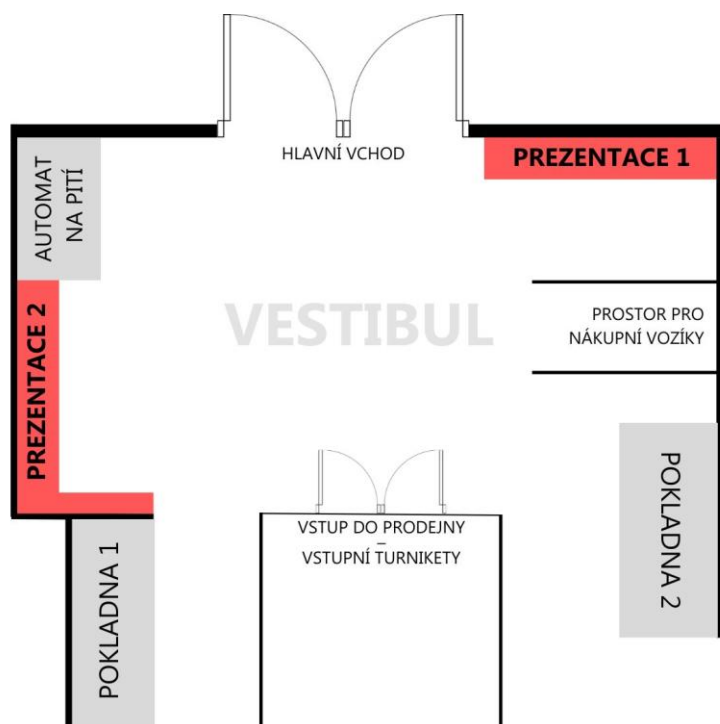 HLAVNÍ VCHOD
PREZENTACE 1
AUTOMAT
NA PITÍ
PREZENTACE 2
VESTIBUL
PROSTOR PRO
NÁKUPNÍ VOZÍKY
VSTUP DO PRODEJNY
–
VSTUPNÍ TURNIKETY
POKLADNA 1
POKLADNA 2